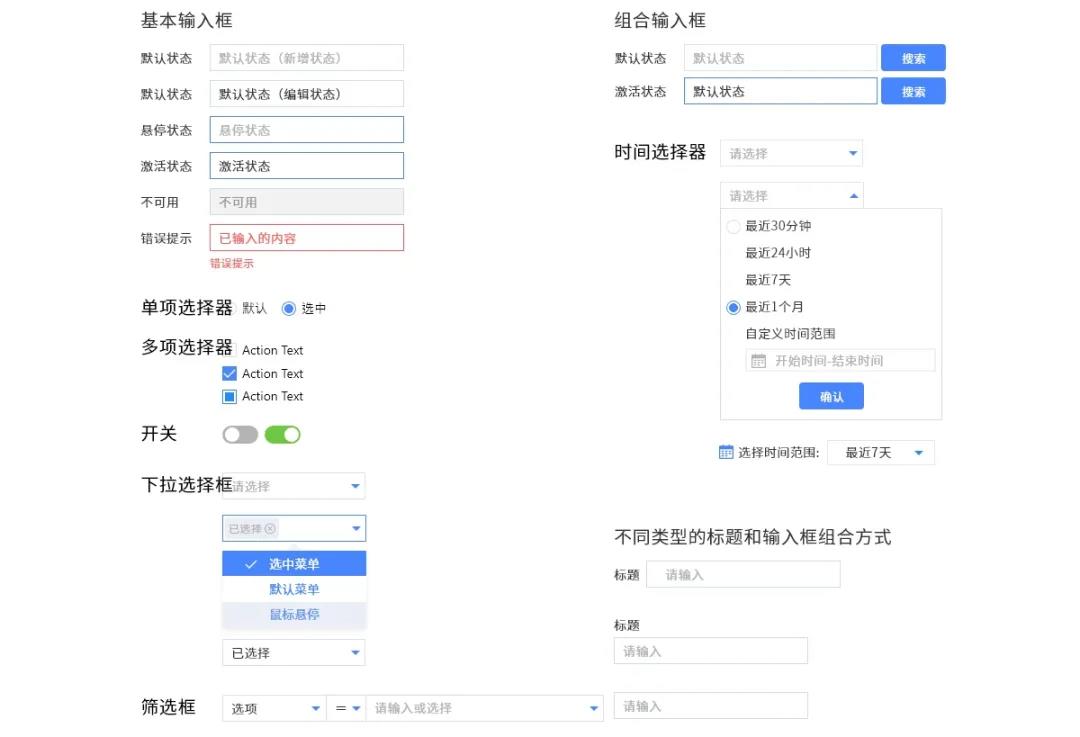 基本输入框
默认状态 默认状态（新增状态）
默认状态 默认状态（编辑状态）
悬停状态 悬停状态
激活状态 激活状态
不可用 不可用
错误提示 已输入的内容
错误提示
单项选择器 默认 选中
多项选择器 Action Text
Action Text
Action Text
开关
下拉选择框 请选择
已选择
选中菜单
默认菜单
鼠标悬停
已选择
筛选框 选项 = 请输入或选择
组合输入框
默认状态 默认状态 搜索
激活状态 默认状态 搜索
时间选择器 请选择
请选择
最近30分钟
最近24小时
最近7天
最近1个月
自定义时间范围
开始时间-结束时间
确认
选择时间范围: 最近7天
不同类型的标题和输入框组合方式
标题 请输入
标题
请输入
请输入